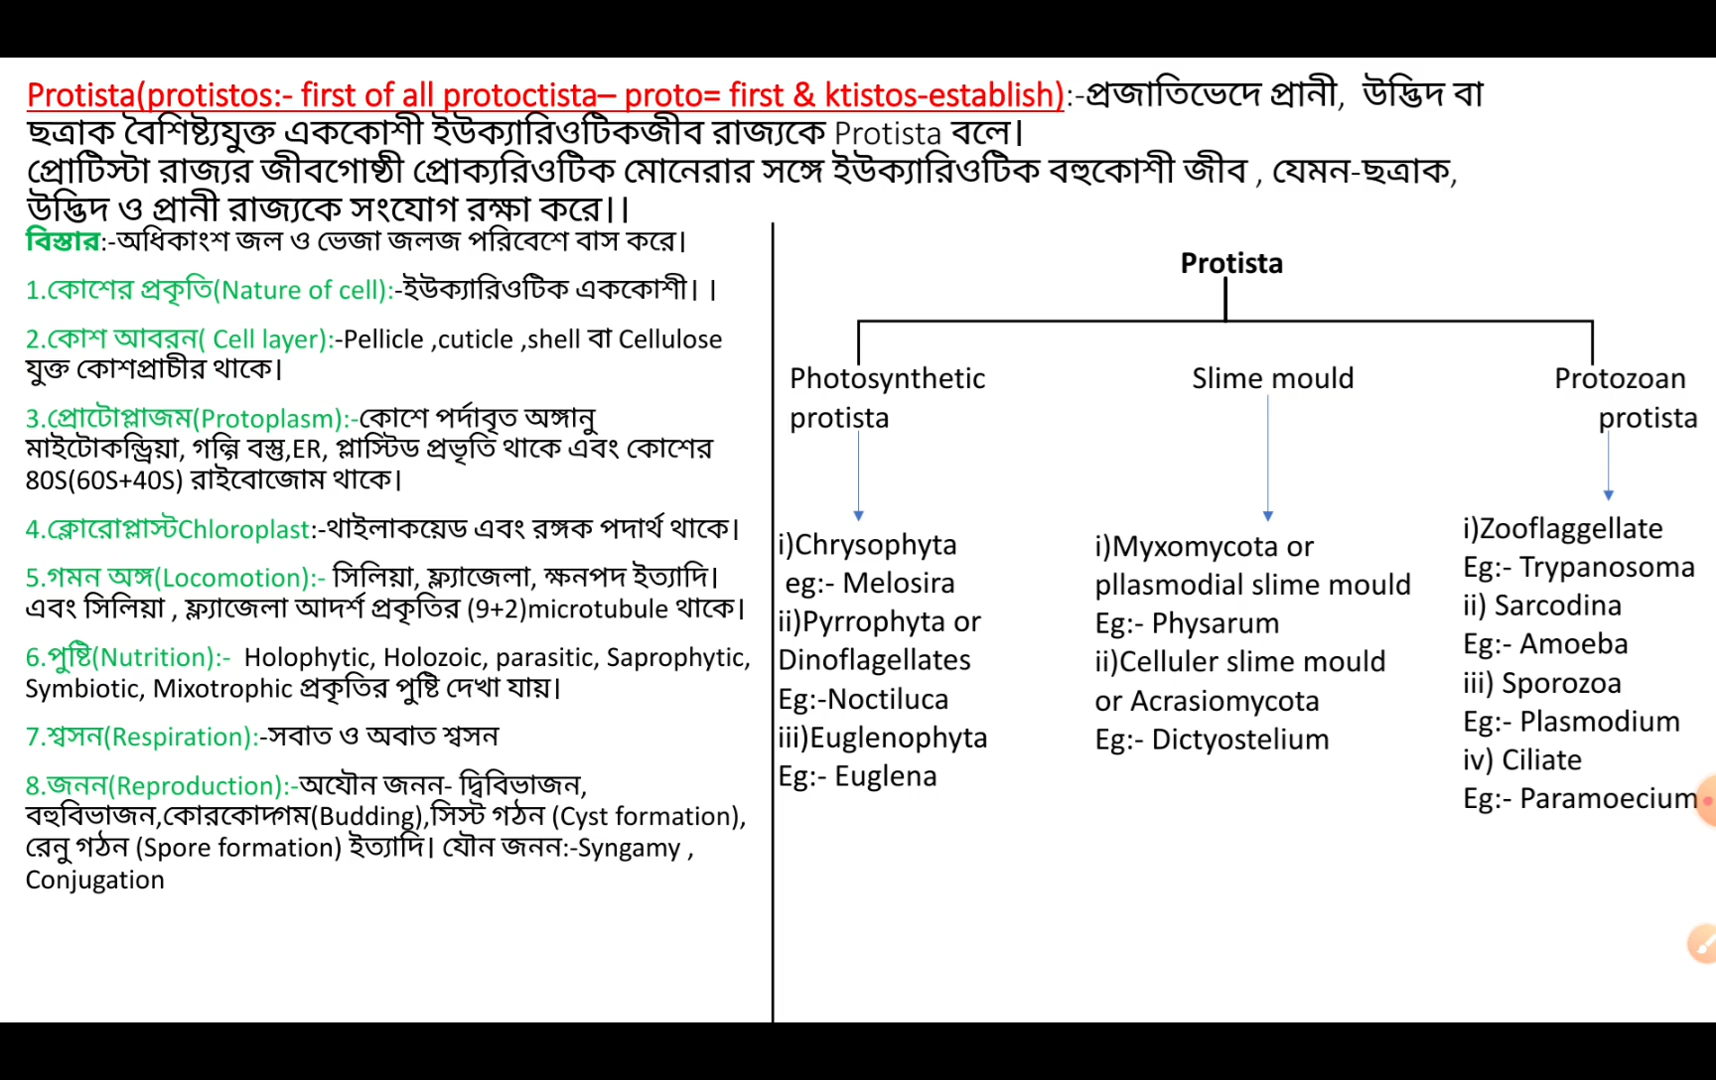 Protista(protistos:- first of all protoctista– proto= first & ktistos-establish):-প্রজাতিভেদে প্রানী, উদ্ভিদ বা
ছত্রাক বৈশিষ্ট্যযুক্ত এককোশী ইউক্যারিওটিকজীব রাজ্যকে Protista বলে।
প্রোটিস্টা রাজ্যর জীবগোষ্ঠী প্রোক্যরিওটিক মোনেরার সঙ্গে ইউক্যারিওটিক বহুকোশী জীব , যেমন-ছত্রাক,
উদ্ভিদ ও প্রানী রাজ্যকে সংযোগ রক্ষা করে।।
বিস্তার:-অধিকাংশ জল ও ভেজা জলজ পরিবেশে বাস করে।
1.কোশের প্রকৃতি(Nature of cell):-ইউক্যারিওটিক এককোশী। ।
2.কোশ আবরন( Cell layer):-Pellicle ,cuticle ,shell বা Cellulose
যুক্ত কোশপ্রাচীর থাকে।
3.প্রোটোপ্লাজম(Protoplasm):-কোশে পর্দাবৃত অঙ্গানু
মাইটোকন্ড্রিয়া, গল্গি বস্তু,ER, প্লাস্টিড প্রভৃতি থাকে এবং কোশের
80S(60S+40S) রাইবোজোম থাকে।
4.ক্লোরোপ্লাস্টChloroplast:-থাইলাকয়েড এবং রঙ্গক পদার্থ থাকে।
5.গমন অঙ্গ(Locomotion):- সিলিয়া, ফ্ল্যাজেলা, ক্ষনপদ ইত্যাদি।
এবং সিলিয়া , ফ্ল্যাজেলা আদর্শ প্রকৃতির (9+2)microtubule থাকে।
6.পুষ্টি(Nutrition):- Holophytic, Holozoic, parasitic, Saprophytic,
Symbiotic, Mixotrophic প্রকৃতির পুষ্টি দেখা যায়।
7.শ্বসন(Respiration):-সবাত ও অবাত শ্বসন
8.জনন(Reproduction):-অযৌন জনন- দ্বিবিভাজন,
বহুবিভাজন,কোরকোদ্গম(Budding),সিস্ট গঠন (Cyst formation),
রেনু গঠন (Spore formation) ইত্যাদি। যৌন জনন:-Syngamy ,
Conjugation
Protista
Photosynthetic
protista
i)Chrysophyta
eg:- Melosira
ii)Pyrrophyta or
Dinoflagellates
Eg:-Noctiluca
iii)Euglenophyta
Eg:- Euglena
Slime mould
i)Myxomycota or
pllasmodial slime mould
Eg:- Physarum
ii)Celluler slime mould
or Acrasiomycota
Eg:- Dictyostelium
Protozoan
protista
i)Zooflaggellate
Eg:- Trypanosoma
ii) Sarcodina
Eg:- Amoeba
iii) Sporozoa
Eg:- Plasmodium
iv) Ciliate
Eg:- Paramoecium